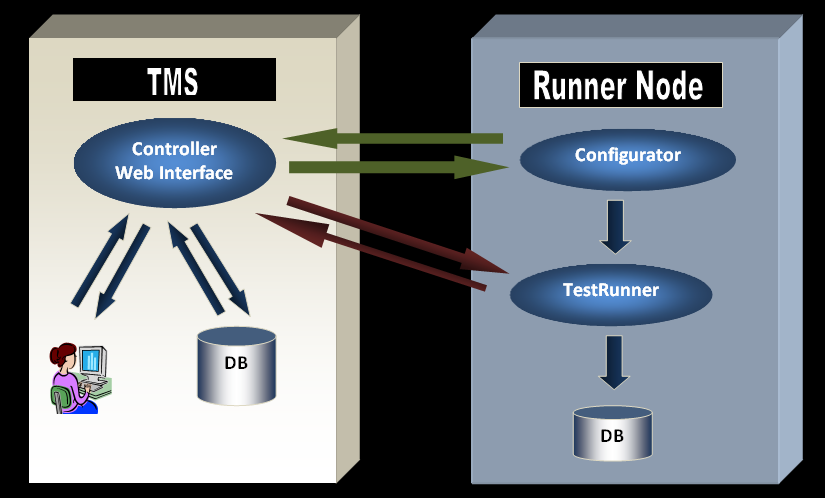 TMS
Controller
Web Interface
DB
Runner Node
Configurator
TestRunner
DB